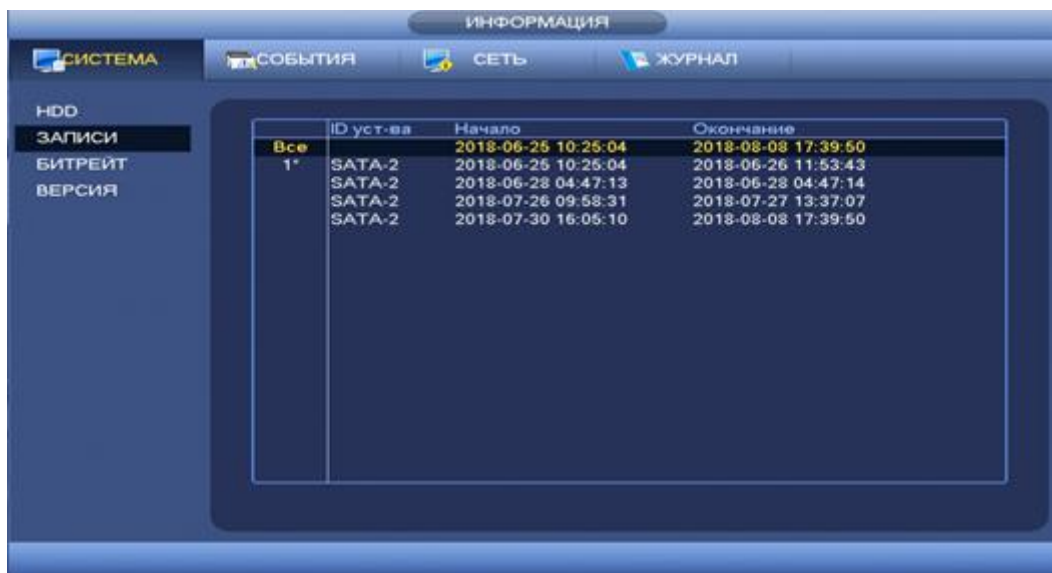 ИНФОРМАЦИЯ
СИСТЕМА СОБЫТИЯ СЕТЬ ЖУРНАЛ
HDD
ЗАПИСИ
БИТРЕЙТ
ВЕРСИЯ
ID уст-ва Начало Окончание
Все 2018-06-25 10:25:04 2018-08-08 17:39:50
1* SATA-2 2018-06-25 10:25:04 2018-06-26 11:53:43
SATA-2 2018-06-28 04:47:13 2018-06-28 04:47:14
SATA-2 2018-07-26 09:58:31 2018-07-27 13:37:07
SATA-2 2018-07-30 16:05:10 2018-08-08 17:39:50